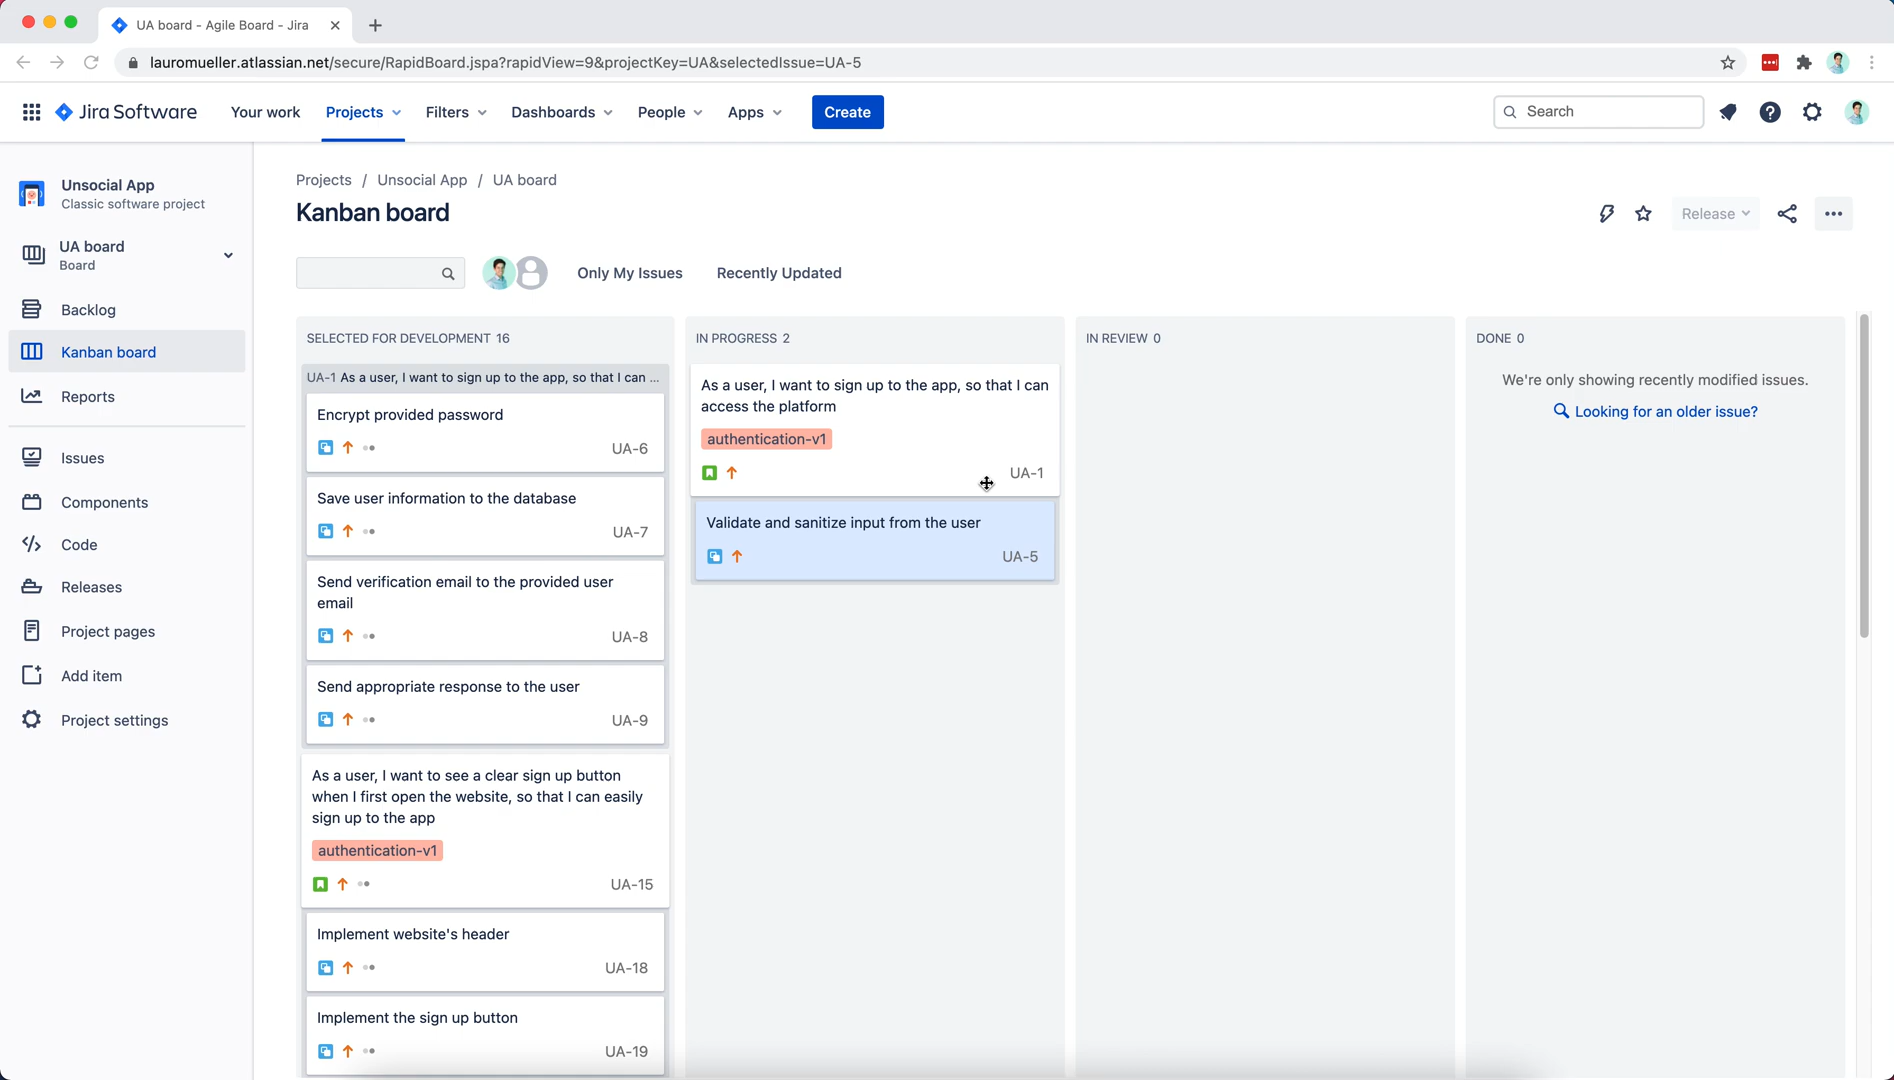 UA board - Agile Board - Jira
lauromueller.atlassian.net/secure/RapidBoard.jspa?rapidView=9&projectKey=UA&selectedIssue=UA-5
Jira Software
Your work
Projects
Filters
Dashboards
People
Apps
Create
Search
Unsocial App
Classic software project
UA board
Board
Backlog
Kanban board
Reports
Issues
Components
Code
Releases
Project pages
Add item
Project settings
Projects / Unsocial App / UA board
Kanban board
Release
Only My Issues
Recently Updated
SELECTED FOR DEVELOPMENT 16
UA-1 As a user, I want to sign up to the app, so that I can ...
Encrypt provided password
UA-6
Save user information to the database
UA-7
Send verification email to the provided user
email
UA-8
Send appropriate response to the user
UA-9
As a user, I want to see a clear sign up button
when I first open the website, so that I can easily
sign up to the app
authentication-v1
UA-15
Implement website's header
UA-18
Implement the sign up button
UA-19
IN PROGRESS 2
As a user, I want to sign up to the app, so that I can
access the platform
authentication-v1
UA-1
Validate and sanitize input from the user
UA-5
IN REVIEW 0
DONE 0
We're only showing recently modified issues.
Looking for an older issue?